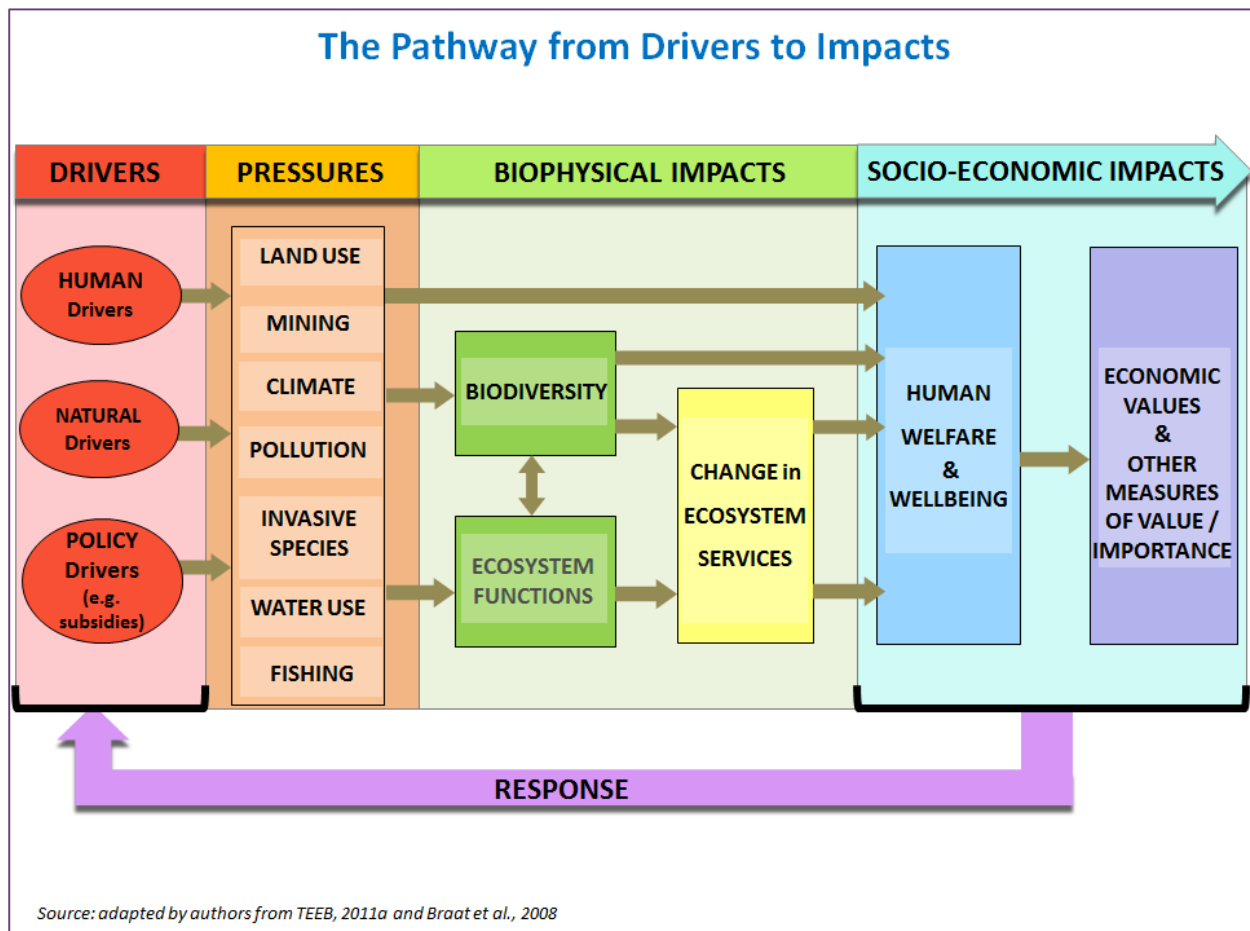 The Pathway from Drivers to Impacts
DRIVERS
PRESSURES
BIOPHYSICAL IMPACTS
SOCIO-ECONOMIC IMPACTS
HUMAN
Drivers
NATURAL
Drivers
POLICY
Drivers
(e.g.
subsidies)
LAND USE
MINING
CLIMATE
POLLUTION
INVASIVE
SPECIES
WATER USE
FISHING
BIODIVERSITY
ECOSYSTEM
FUNCTIONS
CHANGE in
ECOSYSTEM
SERVICES
HUMAN
WELFARE
&
WELLBEING
ECONOMIC
VALUES
&
OTHER
MEASURES
OF VALUE /
IMPORTANCE
RESPONSE
Source: adapted by authors from TEEB, 2011a and Braat et al., 2008